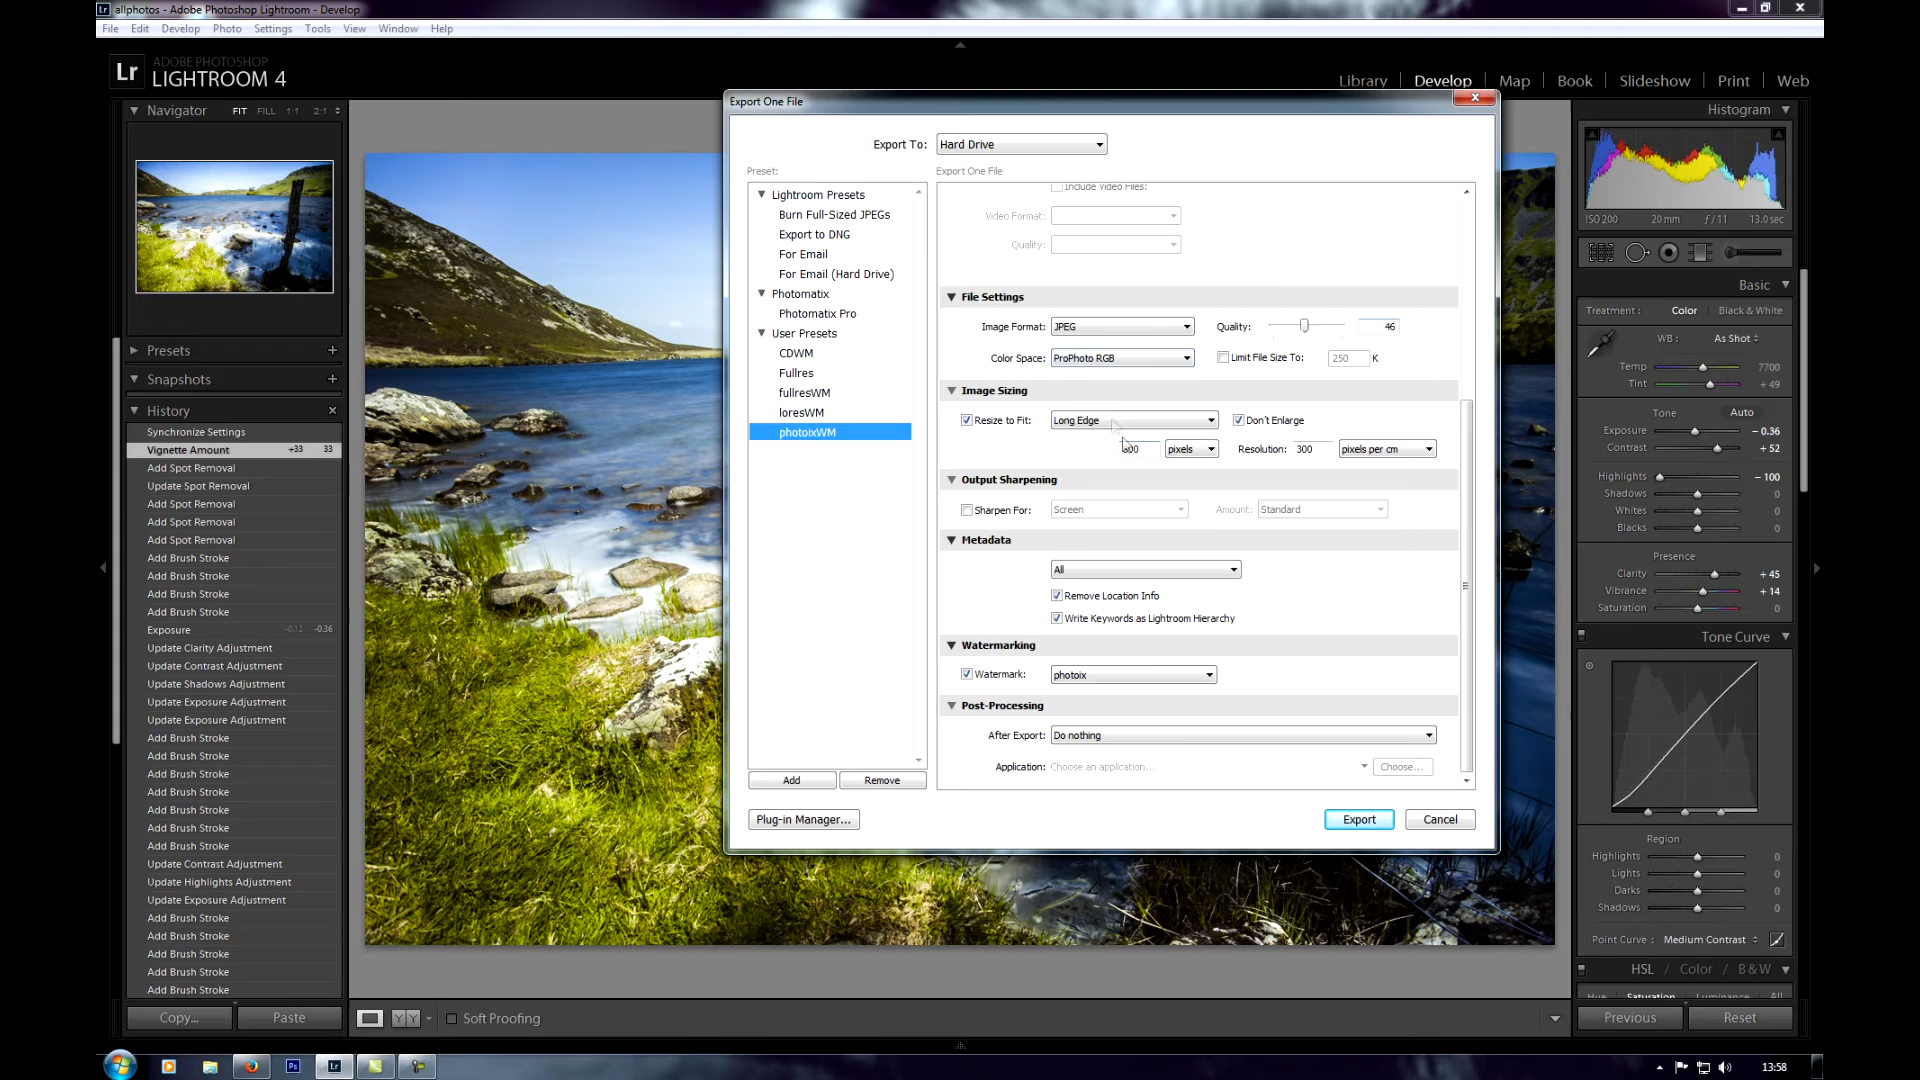 allphotos - Adobe Photoshop Lightroom - Develop
File Edit Develop Photo Settings Tools View Window Help
Lr ADOBE PHOTOSHOP
LIGHTROOM 4
Library Develop Map Book Slideshow Print Web
Navigator FIT FILL 1:1 2:1
Presets
Snapshots
History
Synchronize Settings
Vignette Amount +33 33
Add Spot Removal
Update Spot Removal
Add Spot Removal
Add Spot Removal
Add Spot Removal
Add Brush Stroke
Add Brush Stroke
Add Brush Stroke
Add Brush Stroke
Exposure -0.12 -0.36
Update Clarity Adjustment
Update Contrast Adjustment
Update Shadows Adjustment
Update Exposure Adjustment
Update Exposure Adjustment
Add Brush Stroke
Add Brush Stroke
Add Brush Stroke
Add Brush Stroke
Add Brush Stroke
Add Brush Stroke
Add Brush Stroke
Update Contrast Adjustment
Update Highlights Adjustment
Update Exposure Adjustment
Add Brush Stroke
Add Brush Stroke
Add Brush Stroke
Add Brush Stroke
Add Brush Stroke
Copy... Paste
Export One File
Export To: Hard Drive
Preset:
Lightroom Presets
Burn Full-Sized JPEGs
Export to DNG
For Email
For Email (Hard Drive)
Photomatix
Photomatix Pro
User Presets
CDWM
Fullres
fullresWM
loresWM
photoixWM
Add Remove
Plug-in Manager...
Export One File
Include Video Files:
Video Format:
Quality:
File Settings
Image Format: JPEG Quality: 46
Color Space: ProPhoto RGB Limit File Size To: 250 K
Image Sizing
Resize to Fit: Long Edge Don't Enlarge
pixels Resolution: 300 pixels per cm
Output Sharpening
Sharpen For: Screen Amount: Standard
Metadata
All
Remove Location Info
Write Keywords as Lightroom Hierarchy
Watermarking
Watermark: photoix
Post-Processing
After Export: Do nothing
Application: Choose an application... Choose...
Export Cancel
Y Y Soft Proofing
Histogram
ISO 200 20 mm ƒ / 11 13.0 sec
Basic
Treatment : Color Black & White
WB : As Shot
Temp 7700
Tint + 49
Tone Auto
Exposure - 0.36
Contrast + 52
Highlights - 100
Shadows 0
Whites 0
Blacks 0
Presence
Clarity + 45
Vibrance + 14
Saturation 0
Tone Curve
Region
Highlights 0
Lights 0
Darks 0
Shadows 0
Point Curve : Medium Contrast
HSL / Color / B & W
Hue Saturation Luminance All
Previous Reset
Ps Lr
13:58